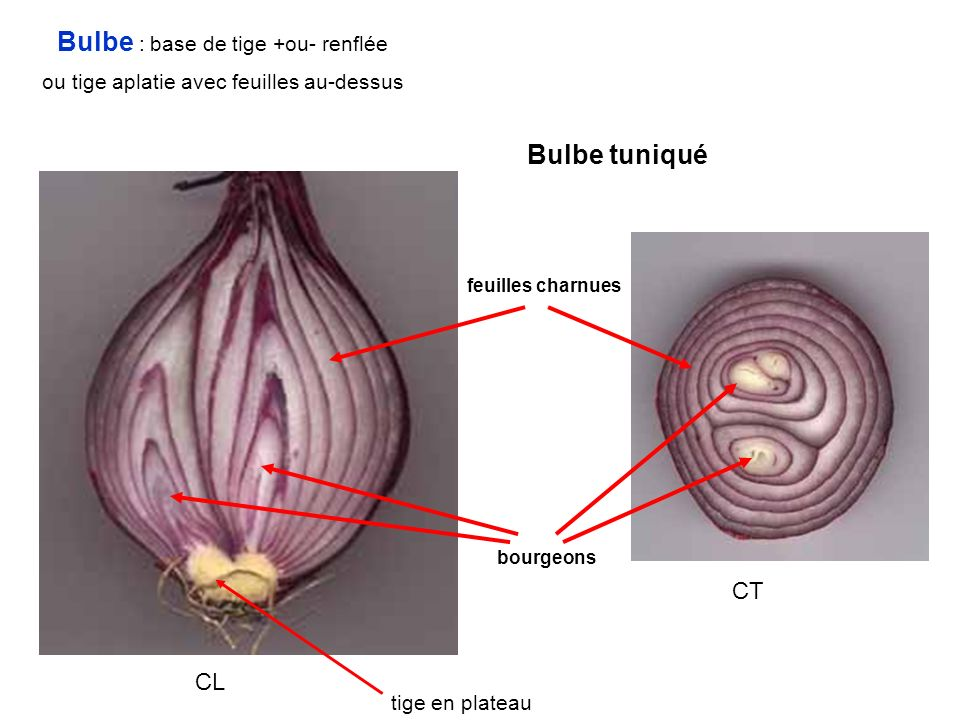 Bulbe : base de tige +ou- renflée
ou tige aplatie avec feuilles au-dessus
Bulbe tuniqué
feuilles charnues
bourgeons
CT
CL
tige en plateau